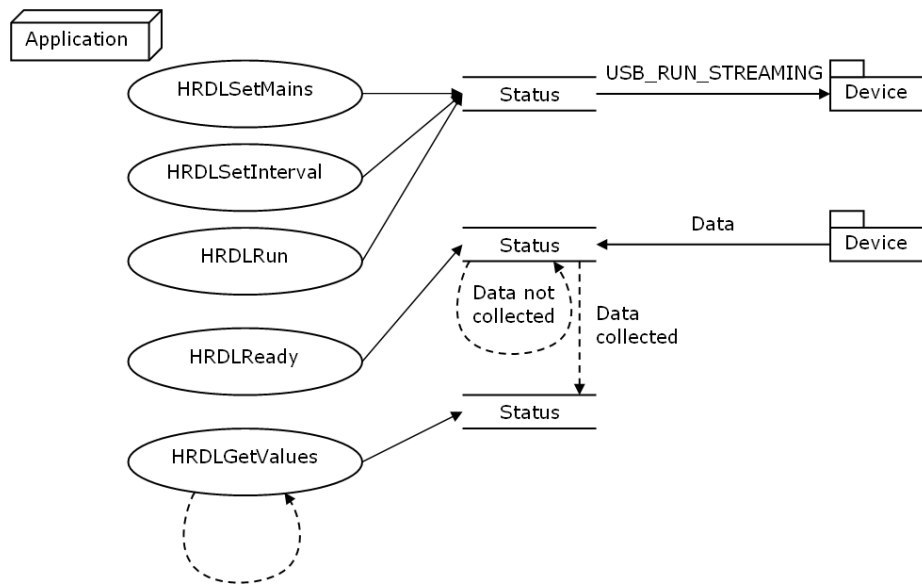 Application
HRDLSetMains
Status
USB_RUN_STREAMING
Device
HRDLSetInterval
HRDLRun
Status
Data
Device
Data not
collected
Data
collected
HRDLReady
Status
HRDLGetValues